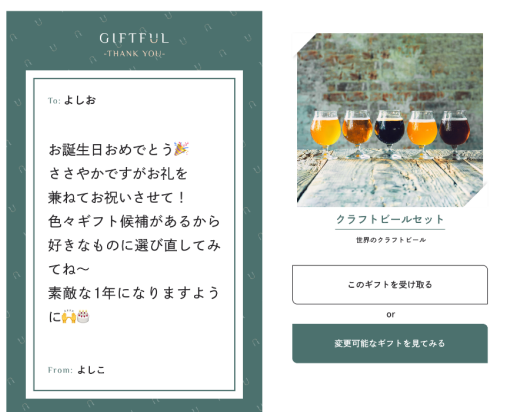 GIFTFUL
-THANK YOU-
To: よしお
お誕生日おめでとう🎉
ささやかですがお礼を
兼ねてお祝いさせて！
色々ギフト候補があるから
好きなものに選び直してみ
てね〜
素敵な1年になりますよう
に🙌🎂
From: よしこ
クラフトビールセット
世界のクラフトビール
このギフトを受け取る
or
変更可能なギフトを見てみる